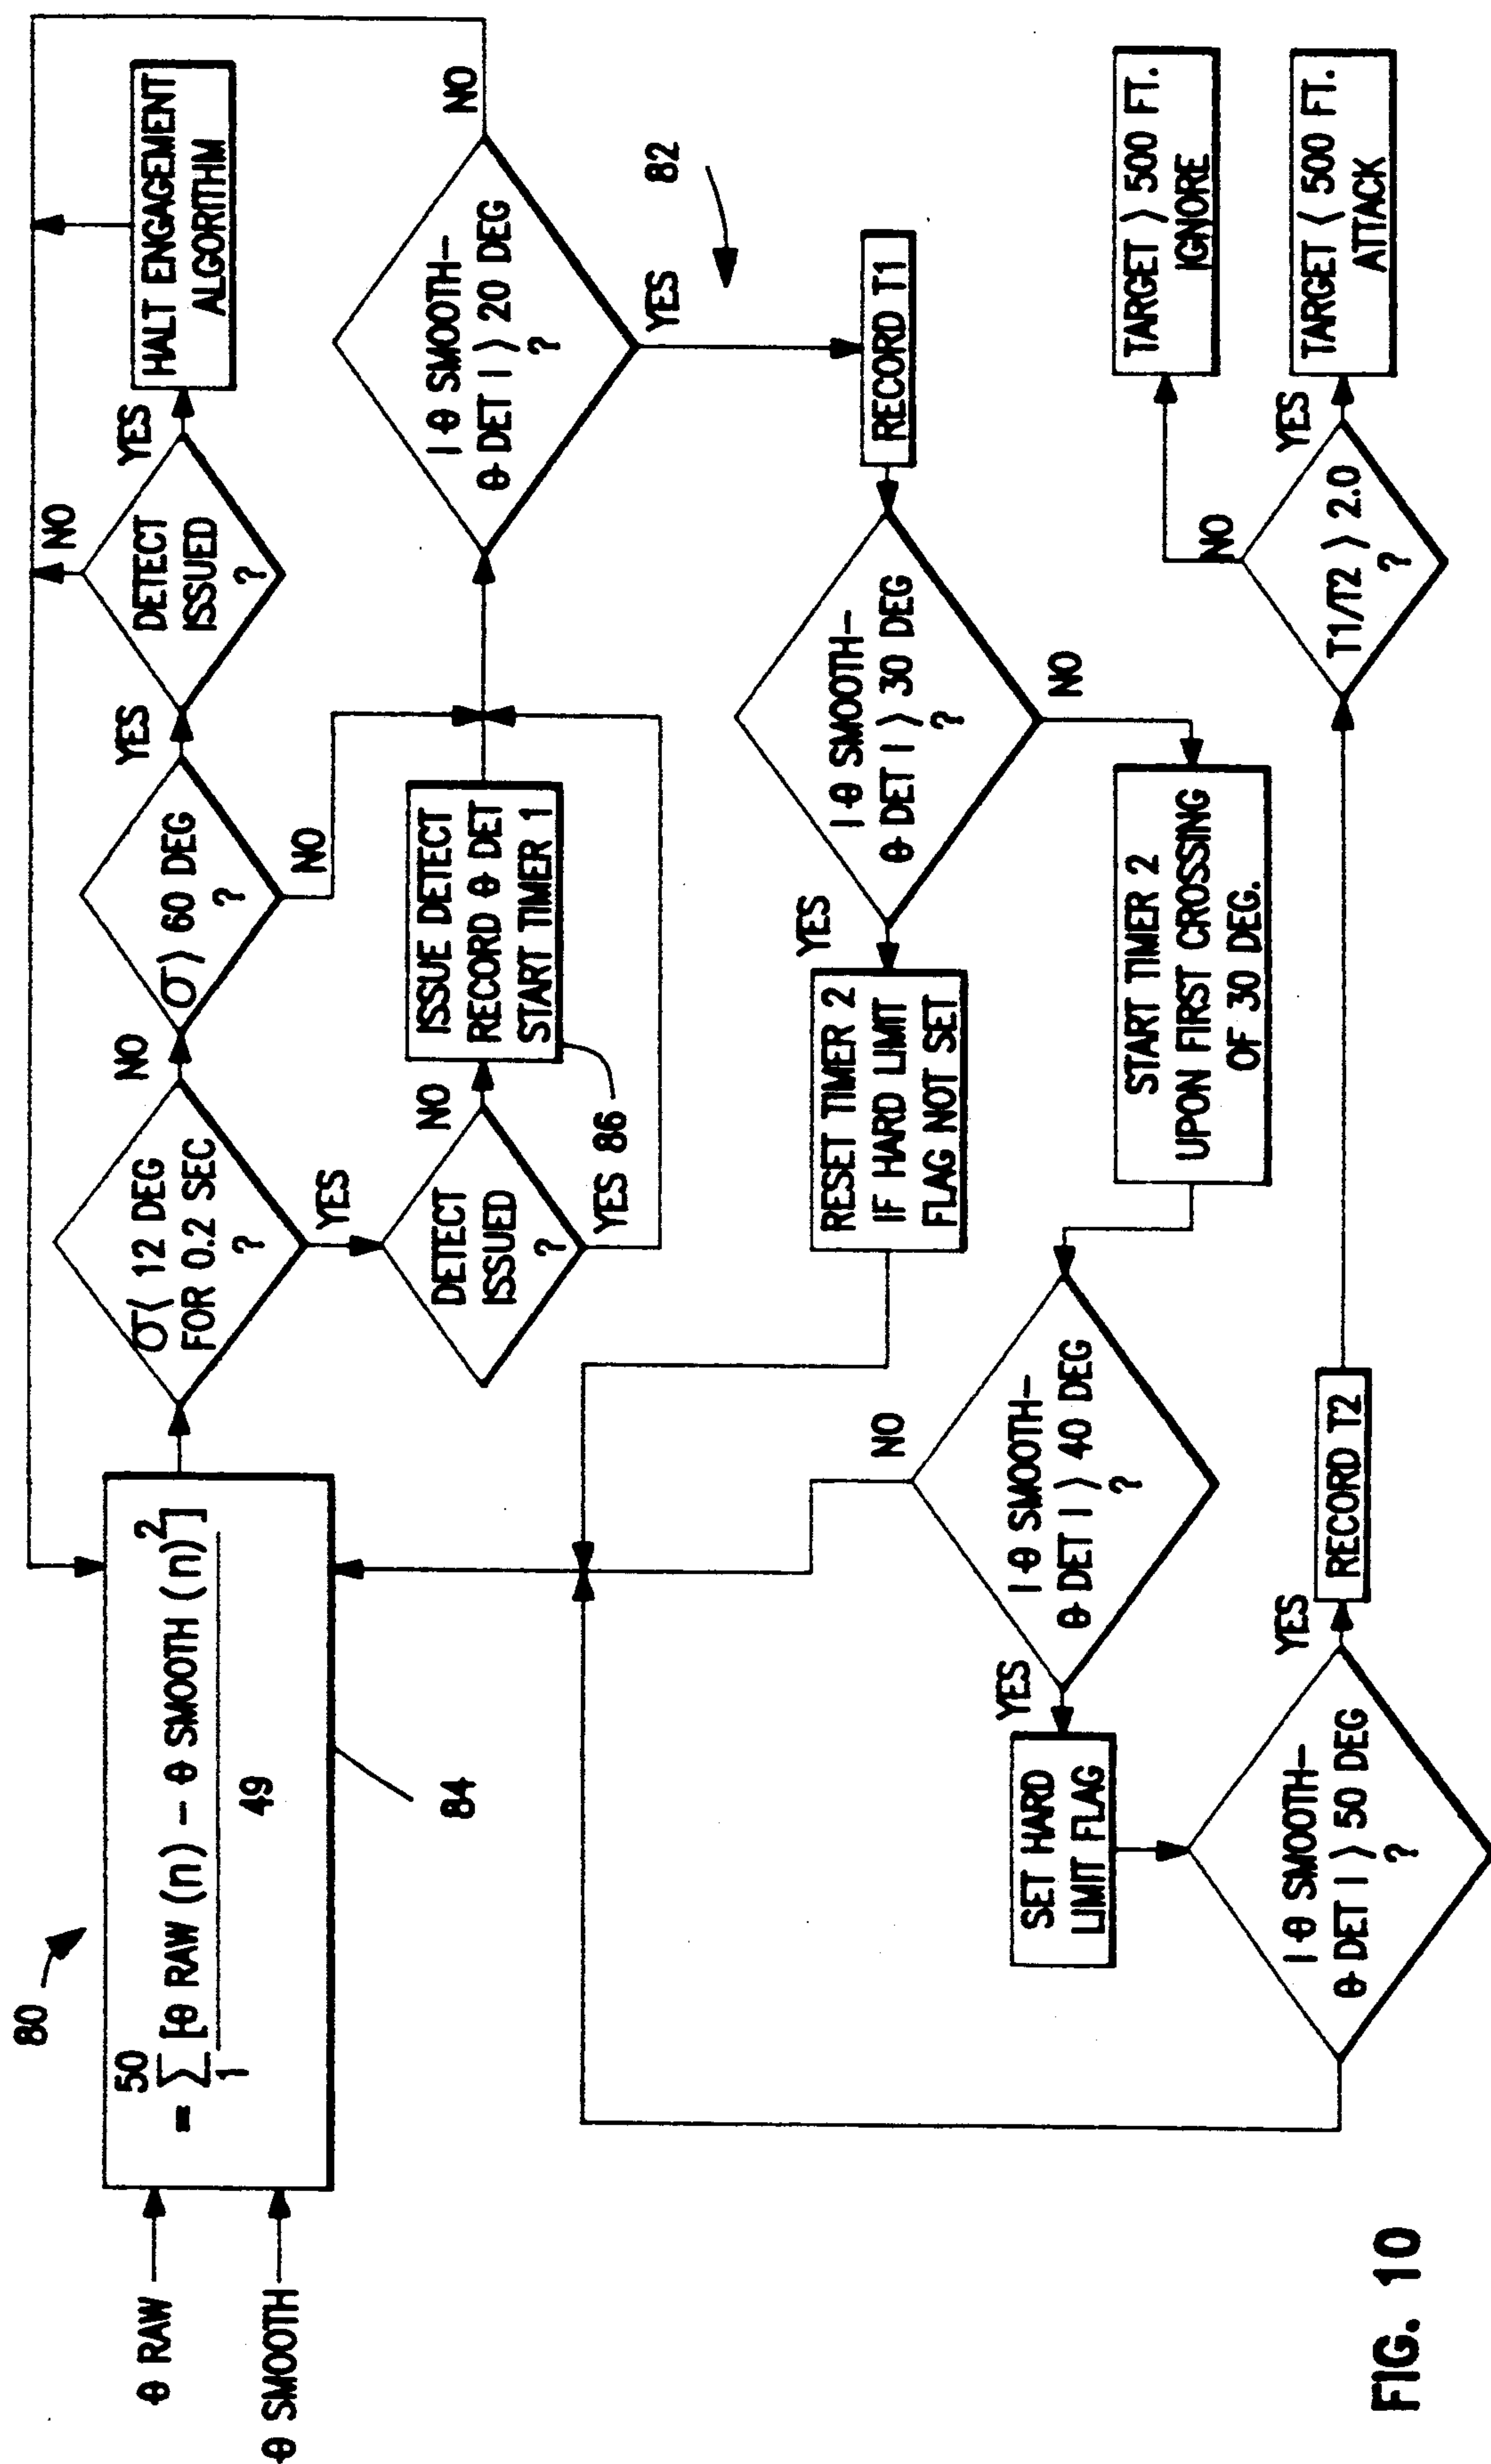 80
θ RAW
θ SMOOTH
50
= ∑ [θ RAW (n) – θ SMOOTH (n)]²
1
49
84
σ⟨ 12 DEG
FOR 0.2 SEC
?
NO
YES
σ⟩ 60 DEG
?
YES
NO
DETECT
ISSUED
?
NO
YES
HALT ENGAGEMENT
ALGORITHM
DETECT
ISSUED
?
NO
YES 86
ISSUE DETECT
RECORD θ DET
START TIMER 1
|θ SMOOTH–
θ DET | ⟩ 20 DEG
?
NO
YES
82
RECORD T1
|θ SMOOTH–
θ DET | ⟩ 30 DEG
?
YES
NO
RESET TIMER 2
IF HARD LIMIT
FLAG NOT SET
START TIMER 2
UPON FIRST CROSSING
OF 30 DEG.
|θ SMOOTH–
θ DET | ⟩ 40 DEG
?
NO
YES
SET HARD
LIMIT FLAG
|θ SMOOTH–
θ DET | ⟩ 50 DEG
?
YES
RECORD T2
T1/T2 ⟩ 2.0
?
NO
YES
TARGET ⟩ 500 FT.
IGNORE
TARGET ⟨ 500 FT.
ATTACK
FIG. 10